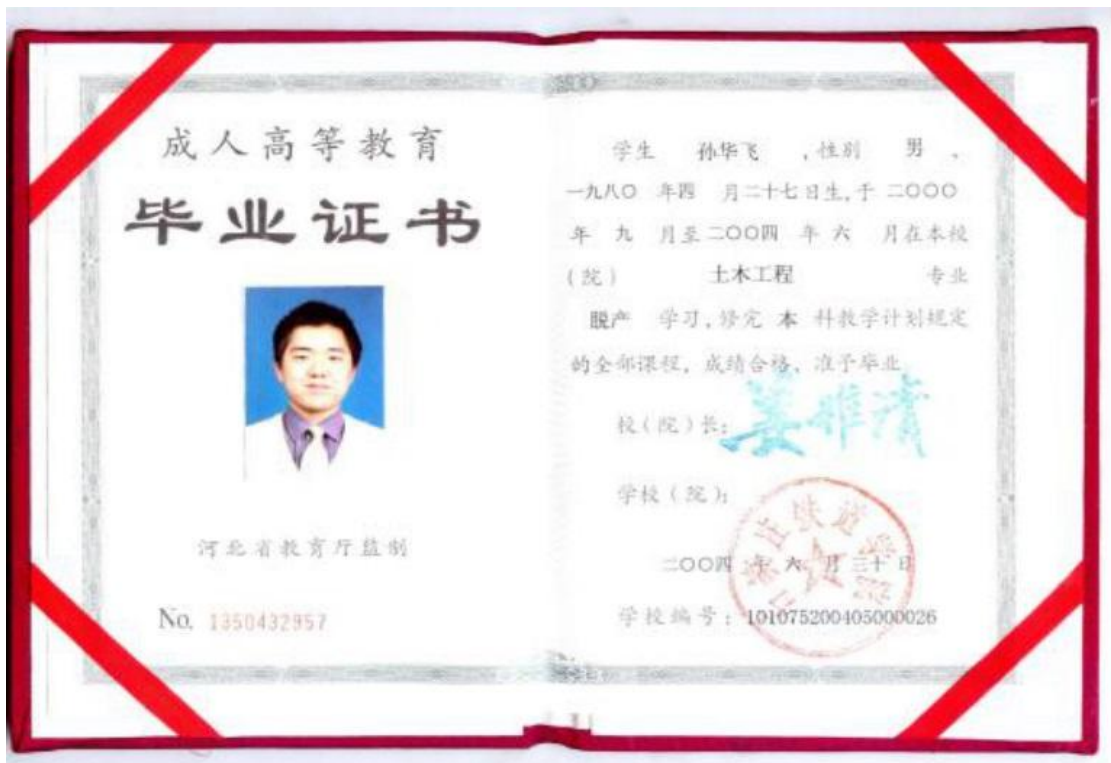 成人高等教育
毕业证书
河北省教育厅监制
No. 1350432957
学生 孙华飞 ,性别 男 、
一九八〇 年四 月二十七日生,于 二〇〇〇
年 九 月至二〇〇四 年 六 月在本校
(院) 土木工程 专业
脱产 学习,修完 本 科教学计划规定
的全部课程,成绩合格,准予毕业
校(院)长:
学校(院):
庄铁道学院
二〇〇四 年 六 月 三十 日
学校编号:101075200405000026